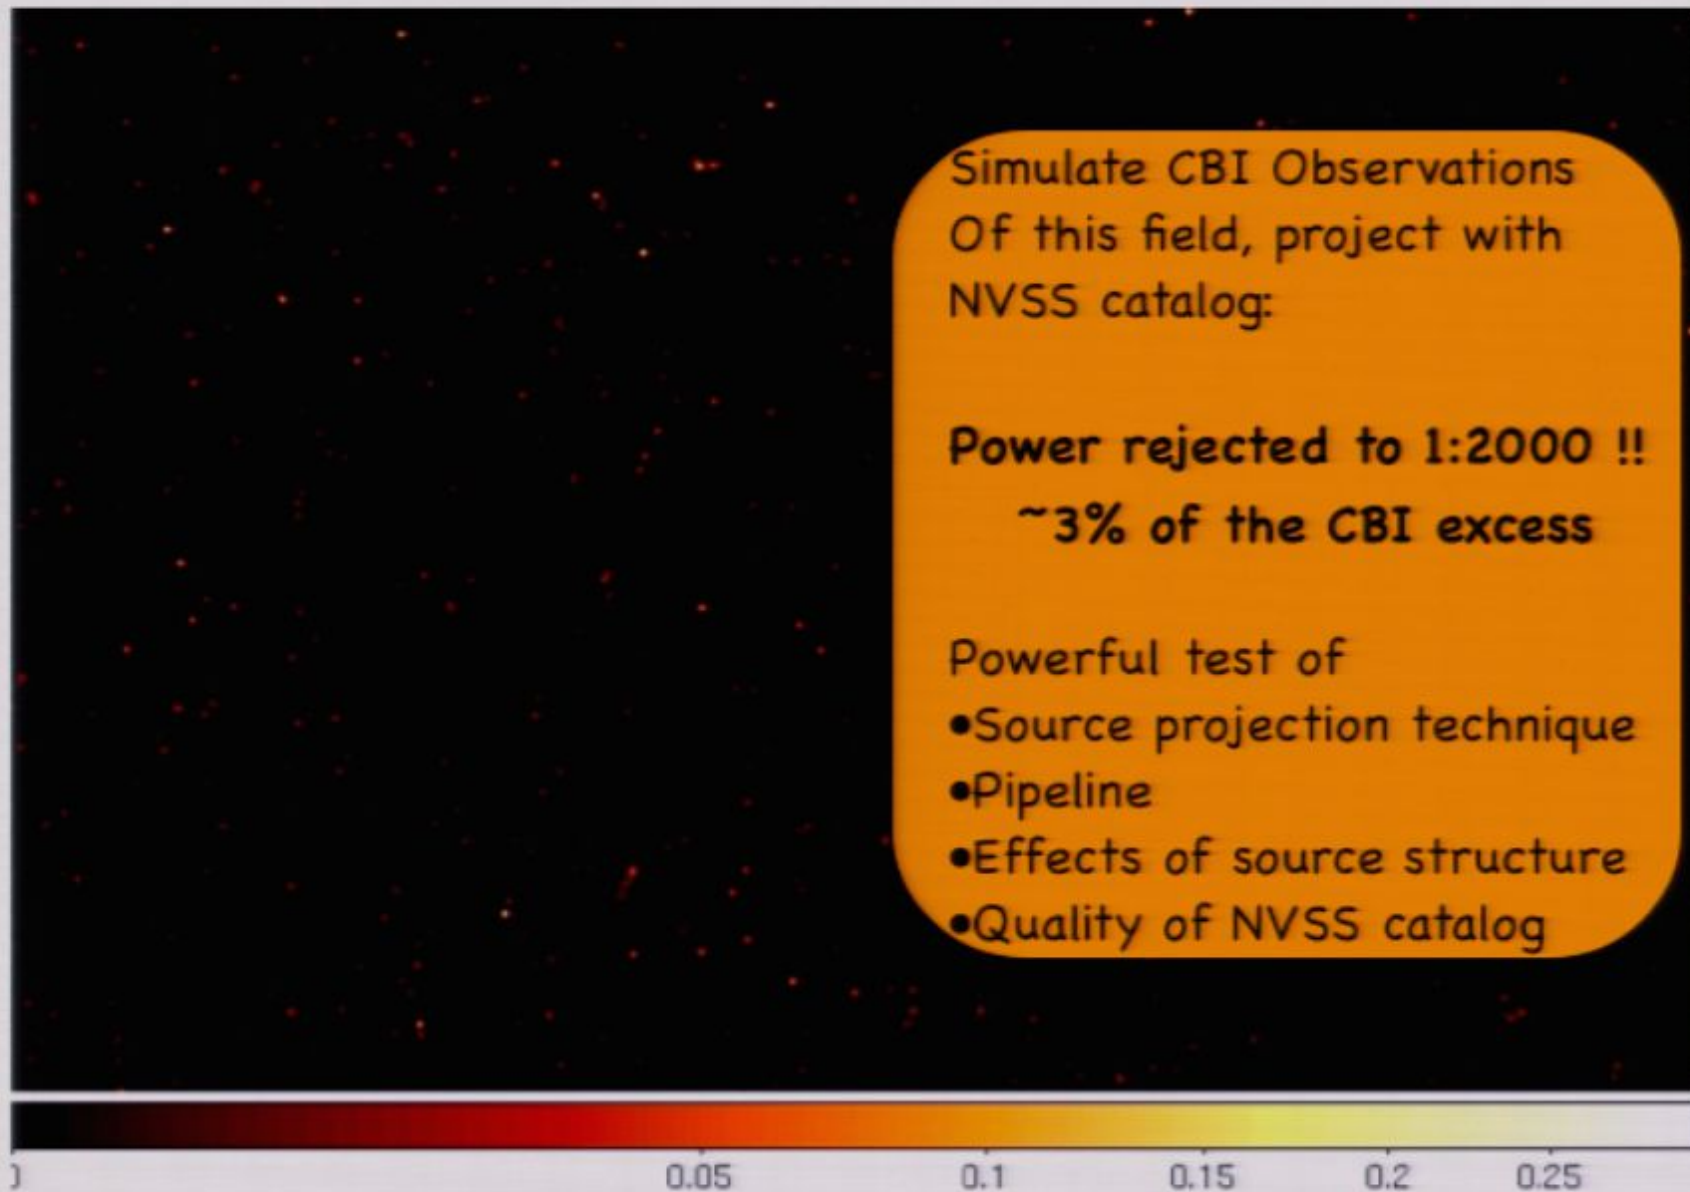 Simulate CBI Observations
Of this field, project with
NVSS catalog:
Power rejected to 1:2000 !!
~3% of the CBI excess
Powerful test of
•Source projection technique
•Pipeline
•Effects of source structure
•Quality of NVSS catalog
0.05 0.1 0.15 0.2 0.25